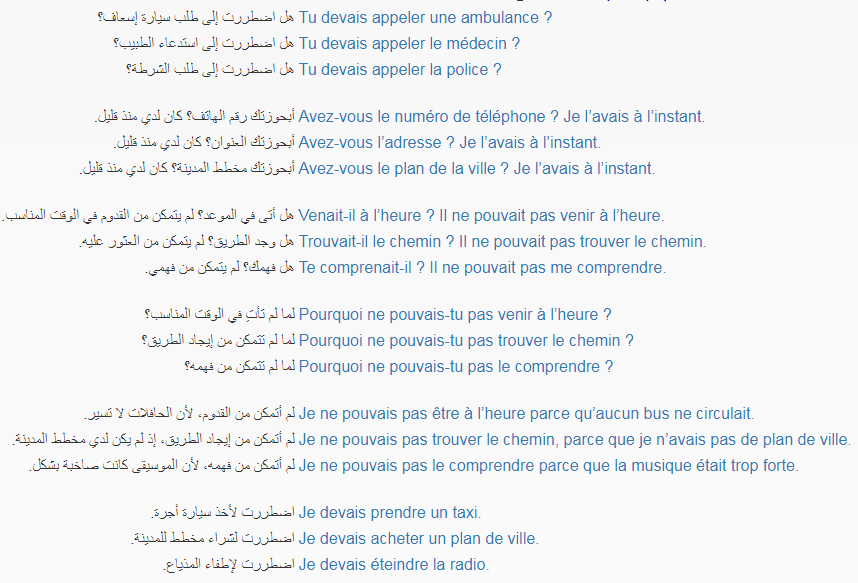 هل اضطررت إلى طلب سيارة إسعاف؟ Tu devais appeler une ambulance ?
هل اضطررت إلى استدعاء الطبيب؟ Tu devais appeler le médecin ?
هل اضطررت إلى طلب الشرطة؟ Tu devais appeler la police ?
أبحوزتك رقم الهاتف؟ كان لدي منذ قليل. Avez-vous le numéro de téléphone ? Je l’avais à l’instant.
أبحوزتك العنوان؟ كان لدي منذ قليل. Avez-vous l’adresse ? Je l’avais à l’instant.
أبحوزتك مخطط المدينة؟ كان لدي منذ قليل. Avez-vous le plan de la ville ? Je l’avais à l’instant.
هل أتى في الموعد؟ لم يتمكن من القدوم في الوقت المناسب. Venait-il à l’heure ? Il ne pouvait pas venir à l’heure.
هل وجد الطريق؟ لم يتمكن من العثور عليه. Trouvait-il le chemin ? Il ne pouvait pas trouver le chemin.
هل فهمك؟ لم يتمكن من فهمي. Te comprenait-il ? Il ne pouvait pas me comprendre.
لما لم تأتِ في الوقت المناسب؟ Pourquoi ne pouvais-tu pas venir à l’heure ?
لما لم تتمكن من إيجاد الطريق؟ Pourquoi ne pouvais-tu pas trouver le chemin ?
لما لم تتمكن من فهمه؟ Pourquoi ne pouvais-tu pas le comprendre ?
لم أتمكن من القدوم، لأن الحافلات لا تسير. Je ne pouvais pas être à l’heure parce qu’aucun bus ne circulait.
لم أتمكن من إيجاد الطريق، إذ لم يكن لدي مخطط المدينة. Je ne pouvais pas trouver le chemin, parce que je n’avais pas de plan de ville.
لم أتمكن من فهمه، لأن الموسيقى كانت صاخبة بشكل. Je ne pouvais pas le comprendre parce que la musique était trop forte.
اضطررت لأخذ سيارة أجرة. Je devais prendre un taxi.
اضطررت لشراء مخطط للمدينة. Je devais acheter un plan de ville.
اضطررت لإطفاء المذياع. Je devais éteindre la radio.